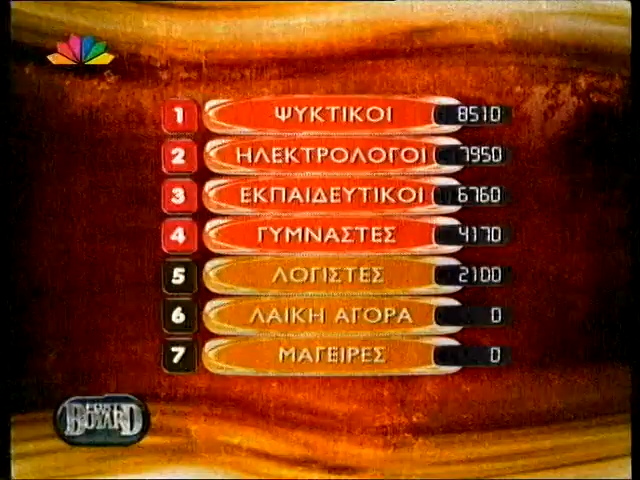 1 ΨΥΚΤΙΚΟΙ 8510
2 ΗΛΕΚΤΡΟΛΟΓΟΙ 7950
3 ΕΚΠΑΙΔΕΥΤΙΚΟΙ 6760
4 ΓΥΜΝΑΣΤΕΣ 4170
5 ΛΟΓΙΣΤΕΣ 2100
6 ΛΑΙΚΗ ΑΓΟΡΑ 0
7 ΜΑΓΕΙΡΕΣ 0
FORT
BOYARD